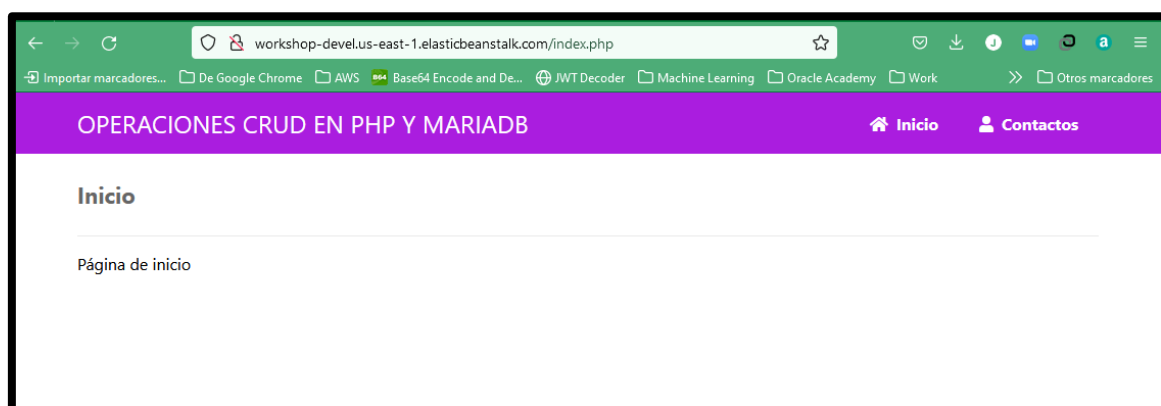 workshop-devel.us-east-1.elasticbeanstalk.com/index.php
Importar marcadores... De Google Chrome AWS Base64 Encode and De... JWT Decoder Machine Learning Oracle Academy Work Otros marcadores
OPERACIONES CRUD EN PHP Y MARIADB Inicio Contactos
Inicio
Página de inicio